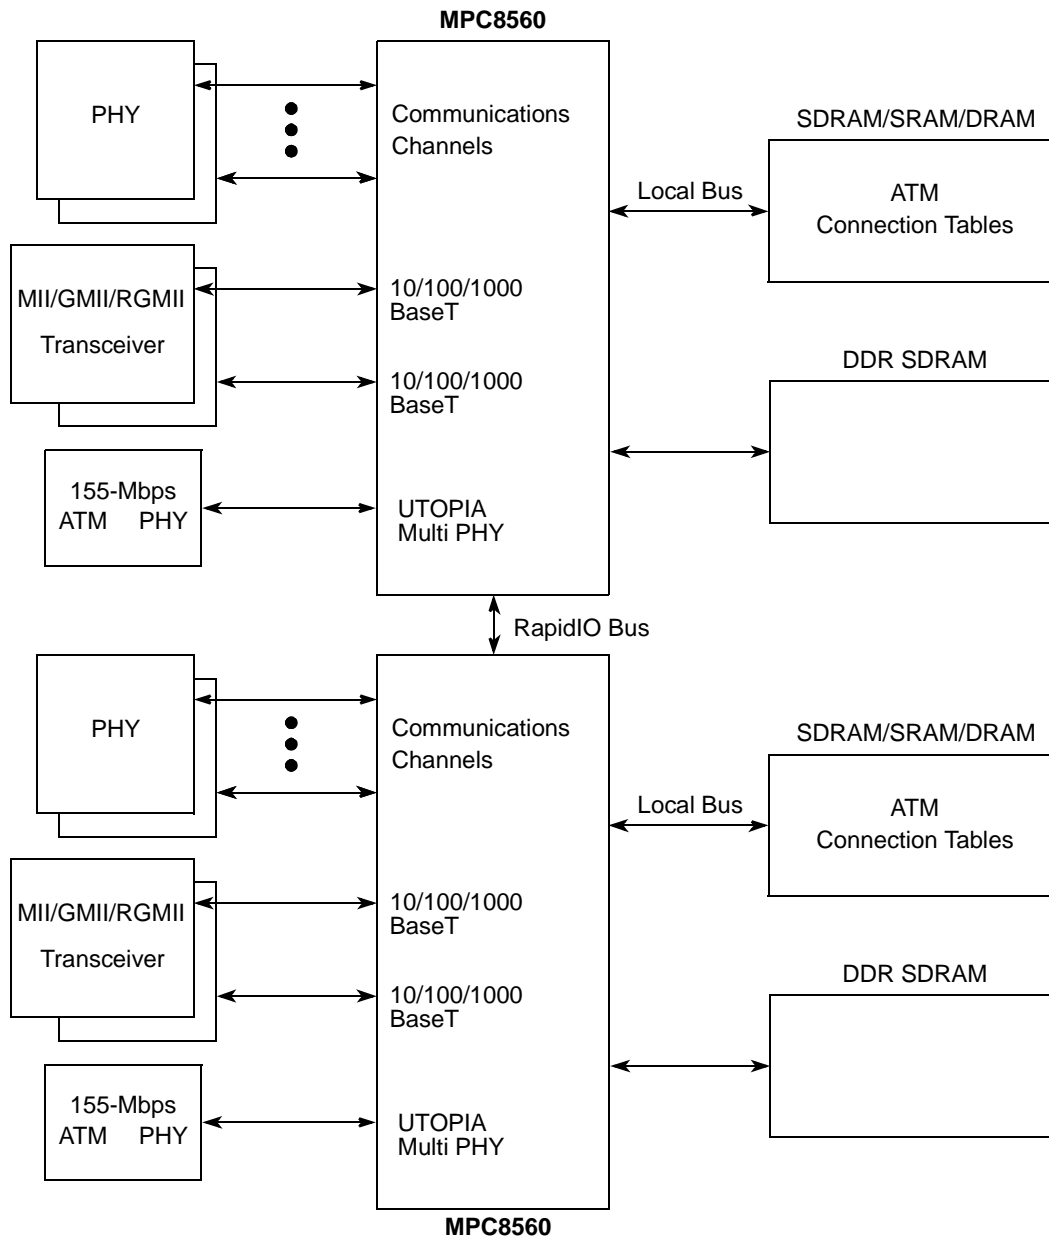 MPC8560
PHY
Communications
Channels
SDRAM/SRAM/DRAM
Local Bus
ATM
Connection Tables
MII/GMII/RGMII
Transceiver
10/100/1000
BaseT
10/100/1000
BaseT
DDR SDRAM
155-Mbps
ATM PHY
UTOPIA
Multi PHY
RapidIO Bus
PHY
Communications
Channels
SDRAM/SRAM/DRAM
Local Bus
ATM
Connection Tables
MII/GMII/RGMII
Transceiver
10/100/1000
BaseT
10/100/1000
BaseT
DDR SDRAM
155-Mbps
ATM PHY
UTOPIA
Multi PHY
MPC8560